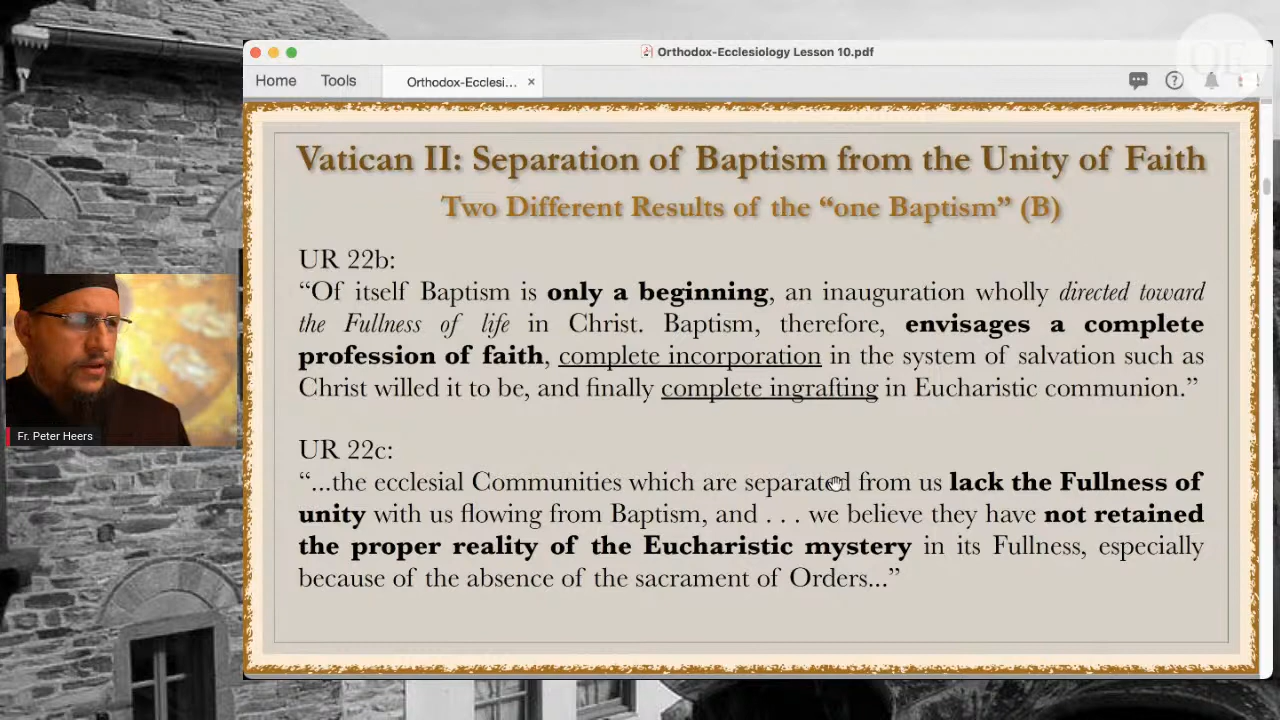 Orthodox-Ecclesiology Lesson 10.pdf
Home Tools Orthodox-Ecclesi... ×
OE
Vatican II: Separation of Baptism from the Unity of Faith
Two Different Results of the “one Baptism” (B)
UR 22b:
“Of itself Baptism is only a beginning, an inauguration wholly directed toward
the Fullness of life in Christ. Baptism, therefore, envisages a complete
profession of faith, complete incorporation in the system of salvation such as
Christ willed it to be, and finally complete ingrafting in Eucharistic communion.”
UR 22c:
“...the ecclesial Communities which are separated from us lack the Fullness of
unity with us flowing from Baptism, and . . . we believe they have not retained
the proper reality of the Eucharistic mystery in its Fullness, especially
because of the absence of the sacrament of Orders...”
Fr. Peter Heers